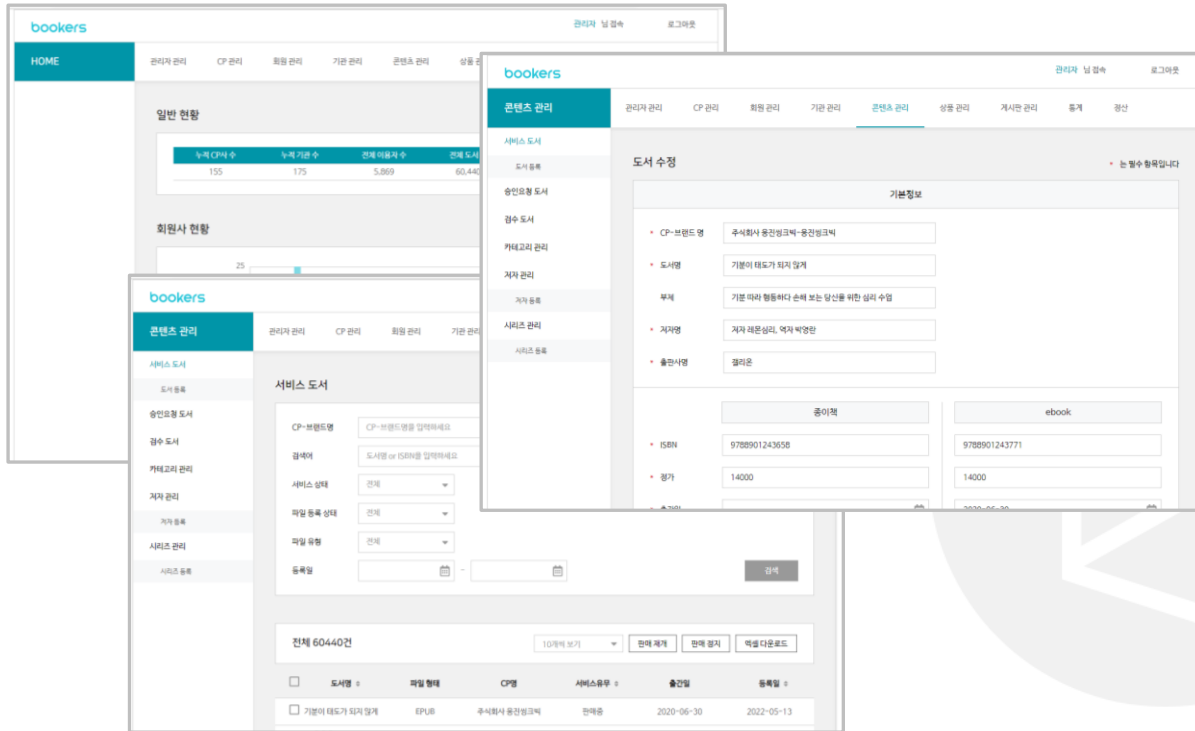 bookers
관리자 님 접속 로그아웃
HOME
관리자 관리 CP 관리 회원 관리 기관 관리 콘텐츠 관리
일반 현황
누적 CP사 수 누적 기관 수 전체 이용자 수 전체 도서
155 175 5,869 60,440
회원사 현황
25
bookers
관리자 님 접속 로그아웃
콘텐츠 관리
관리자 관리 CP 관리 회원 관리 기관 관리 콘텐츠 관리 상품 관리 게시판 관리 통계 정산
서비스 도서
도서 등록
승인요청 도서
검수 도서
카테고리 관리
저자 관리
저자 등록
시리즈 관리
시리즈 등록
도서 수정
* 는 필수 항목입니다
기본정보
* CP-브랜드 명 주식회사 웅진씽크빅-웅진씽크빅
* 도서명 기분이 태도가 되지 않게
부제 기분 따라 행동하다 손해 보는 당신을 위한 심리 수업
* 저자명 저자 레몬심리, 역자 박영란
* 출판사명 갤리온
종이책 ebook
* ISBN 9788901243658 9788901243771
* 정가 14000 14000
bookers
콘텐츠 관리
관리자 관리 CP 관리 회원 관리
서비스 도서
도서 등록
승인요청 도서
검수 도서
카테고리 관리
저자 관리
저자 등록
시리즈 관리
시리즈 등록
서비스 도서
CP-브랜드명 CP-브랜드명을 입력하세요
검색어 도서명 or ISBN을 입력하세요
서비스 상태 전체
파일 등록 상태 전체
파일 유형 전체
등록일 ~ 검색
전체 60440건
10개씩 보기 판매 재개 판매 정지 엑셀 다운로드
도서명 파일 형태 CP명 서비스유무 출간일 등록일
기분이 태도가 되지 않게 EPUB 주식회사 웅진씽크빅 판매중 2020-06-30 2022-05-13